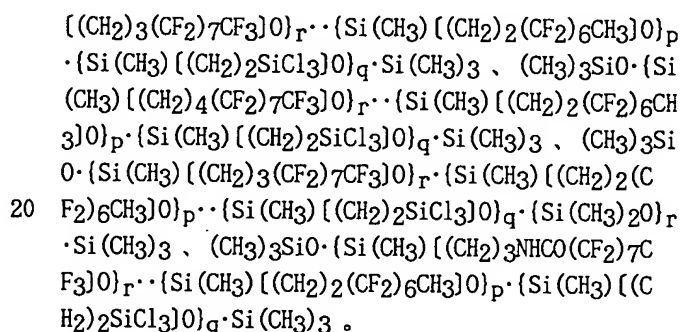 [(CH2)3(CF2)7CF3]O}r··{Si(CH3)[(CH2)2(CF2)6CH3]O}p
·{Si(CH3)[(CH2)2SiCl3]O}q·Si(CH3)3 、 (CH3)3SiO·{Si
(CH3)[(CH2)4(CF2)7CF3]O}r··{Si(CH3)[(CH2)2(CF2)6CH
3]O}p·{Si(CH3)[(CH2)2SiCl3]O}q·Si(CH3)3 、 (CH3)3Si
O·{Si(CH3)[(CH2)3(CF2)7CF3]O}r·{Si(CH3)[(CH2)2(C
20 F2)6CH3]O}p··{Si(CH3)[(CH2)2SiCl3]O}q·{Si(CH3)2O}r
·Si(CH3)3 、 (CH3)3SiO·{Si(CH3)[(CH2)3NHCO(CF2)7C
F3]O}r··{Si(CH3)[(CH2)2(CF2)6CH3]O}p·{Si(CH3)[(C
H2)2SiCl3]O}q·Si(CH3)3 。